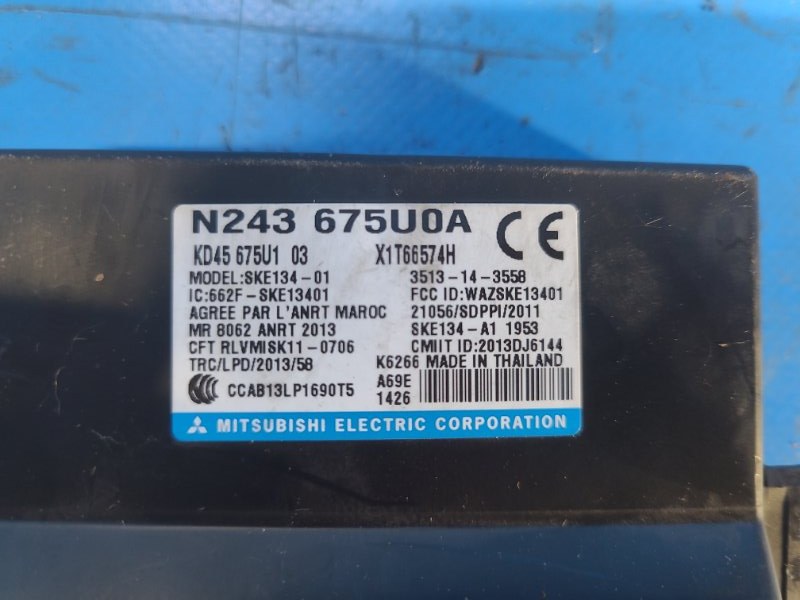 N243 675U0A CE
KD45 675U1 03 X1T66574H
MODEL:SKE134-01 3513-14-3558
IC:662F-SKE13401 FCC ID:WAZSKE13401
AGREE PAR L'ANRT MAROC 21056/SDPPI/2011
MR 8062 ANRT 2013 SKE134-A1 1953
CFT RLVMISK11-0706 CMIIT ID:2013DJ6144
TRC/LPD/2013/58 K6266 MADE IN THAILAND
CCAB13LP1690T5 A69E
1426
MITSUBISHI ELECTRIC CORPORATION